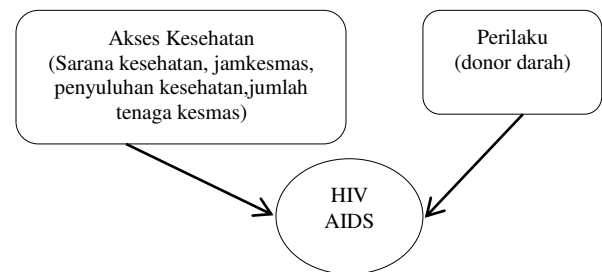 Akses Kesehatan
(Sarana kesehatan, jamkesmas,
penyuluhan kesehatan,jumlah
tenaga kesmas)
Perilaku
(donor darah)
HIV
AIDS